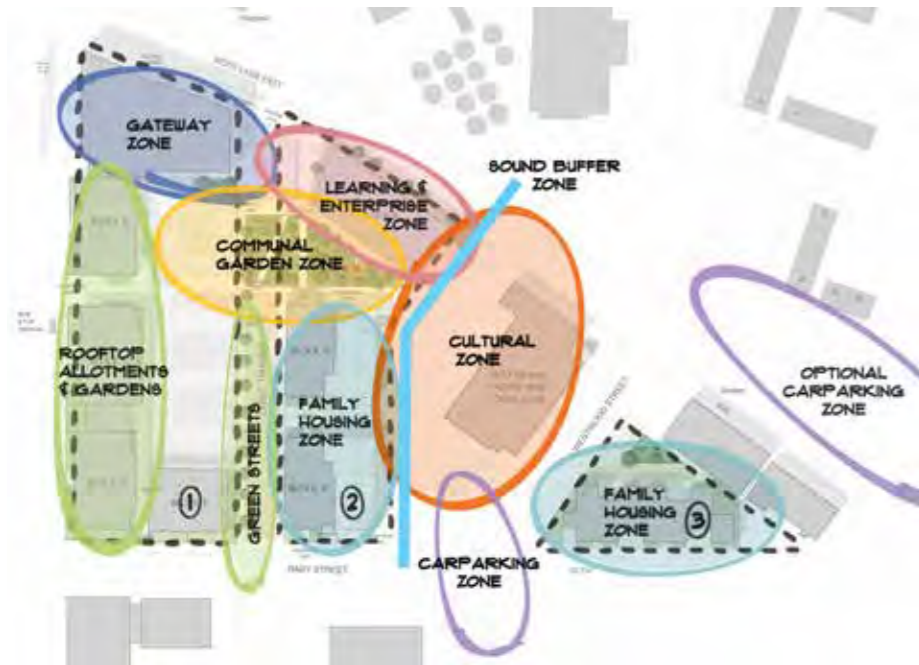 GATEWAY
ZONE
LEARNING &
ENTERPRISE
ZONE
SOUND BUFFER
ZONE
COMMUNAL
GARDEN ZONE
ROOFTOP
ALLOTMENTS
& GARDENS
GREEN STREETS
FAMILY
HOUSING
ZONE
CULTURAL
ZONE
OPTIONAL
CARPARKING
ZONE
1
2
FAMILY
HOUSING
ZONE
3
CARPARKING
ZONE